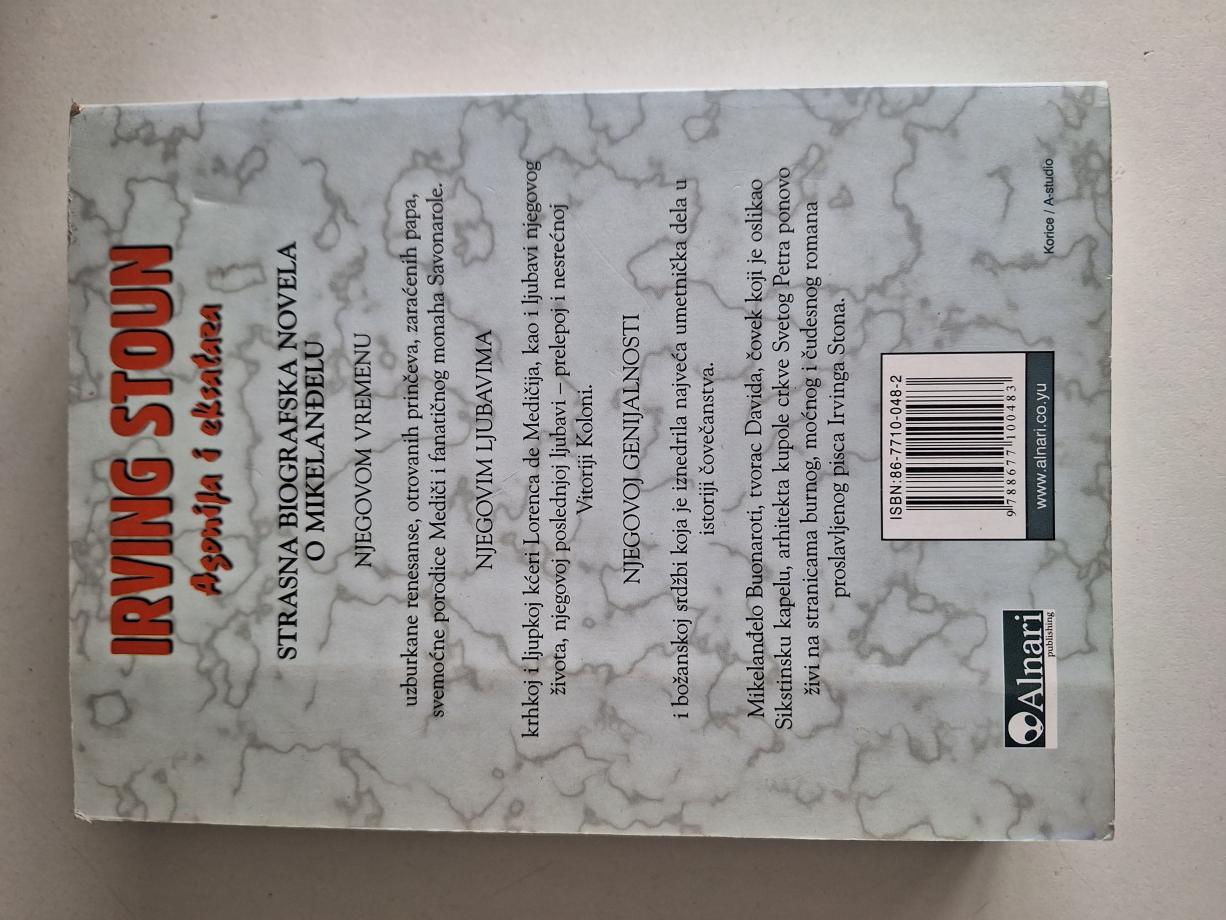 IRVING STOUN
Agonija i ekstaza
STRASNA BIOGRAFSKA NOVELA
O MIKELANĐELU
NJEGOVOM VREMENU
uzburkane renesanse, otrovanih prinčeva, zaraćenih papa,
svemoćne porodice Mediči i fanatičnog monaha Savonarole.
NJEGOVIM LJUBAVIMA
krhkoj i ljupkoj kćeri Lorenca de Medičija, kao i ljubavi njegovog
života, njegovoj poslednjoj ljubavi – prelepoj i nesrećnoj
Vitoriji Koloni.
NJEGOVOJ GENIJALNOSTI
i božanskoj srdžbi koja je iznedrila najveća umetnička dela u
istoriji čovečanstva.
Mikelanđelo Buonaroti, tvorac Davida, čovek koji je oslikao
Sikstinsku kapelu, arhitekta kupole crkve Svetog Petra ponovo
živi na stranicama burnog, moćnog i čudesnog romana
proslavljenog pisca Irvinga Stona.
ISBN:86-7710-048-2
9788677100483
www.alnari.co.yu
Alnari
publishing
Korice / A-studio